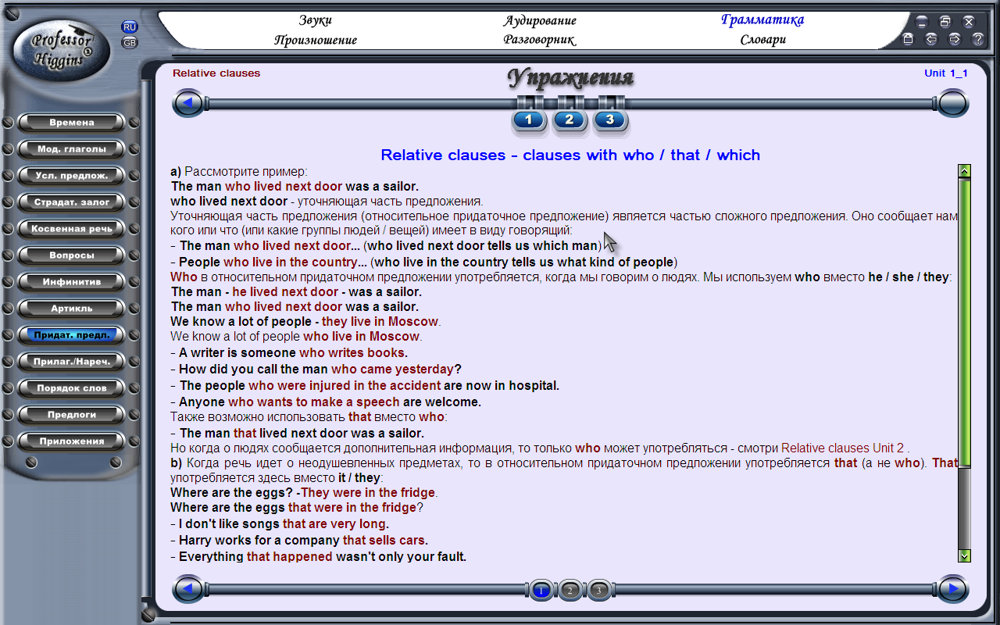 Professor Higgins
RU
GB
Звуки
Аудирование
Грамматика
Произношение
Разговорник
Словари
?
Relative clauses
Упражнения
Unit 1_1
1 2 3
Времена
Мод. глаголы
Усл. предлож.
Страдат. залог
Косвенная речь
Вопросы
Инфинитив
Артикль
Придат. предл.
Прилаг./Нареч.
Порядок слов
Предлоги
Приложения
Relative clauses - clauses with who / that / which
a) Рассмотрите пример:
The man who lived next door was a sailor.
who lived next door - уточняющая часть предложения.
Уточняющая часть предложения (относительное придаточное предложение) является частью сложного предложения. Оно сообщает нам
кого или что (или какие группы людей / вещей) имеет в виду говорящий:
- The man who lived next door... (who lived next door tells us which man)
- People who live in the country... (who live in the country tells us what kind of people)
Who в относительном придаточном предложении употребляется, когда мы говорим о людях. Мы используем who вместо he / she / they:
The man - he lived next door - was a sailor.
The man who lived next door was a sailor.
We know a lot of people - they live in Moscow.
We know a lot of people who live in Moscow.
- A writer is someone who writes books.
- How did you call the man who came yesterday?
- The people who were injured in the accident are now in hospital.
- Anyone who wants to make a speech are welcome.
Также возможно использовать that вместо who:
- The man that lived next door was a sailor.
Но когда о людях сообщается дополнительная информация, то только who может употребляться - смотри Relative clauses Unit 2 .
b) Когда речь идет о неодушевленных предметах, то в относительном придаточном предложении употребляется that (а не who). That
употребляется здесь вместо it / they:
Where are the eggs? -They were in the fridge.
Where are the eggs that were in the fridge?
- I don't like songs that are very long.
- Harry works for a company that sells cars.
- Everything that happened wasn't only your fault.
1 2 3